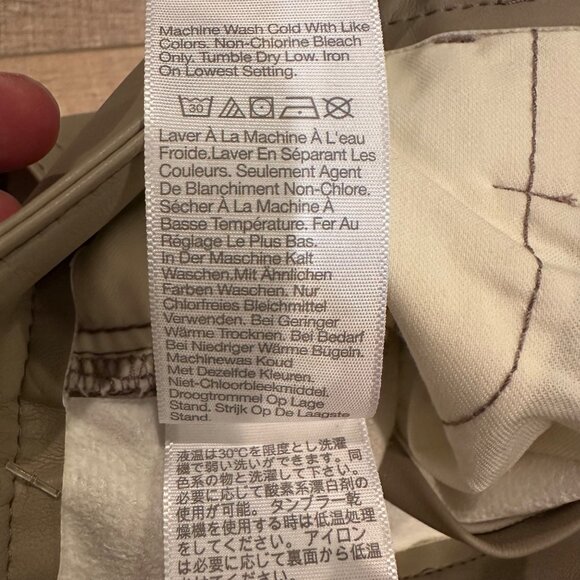 Machine Wash Cold With Like
Colors. Non-Chlorine Bleach
Only. Tumble Dry Low. Iron
On Lowest Setting.
30
Laver À La Machine À L'eau
Froide.Laver En Séparant Les
Couleurs. Seulement Agent
De Blanchiment Non-Chlore.
Sécher À La Machine À
Basse Température. Fer Au
Réglage Le Plus Bas.
In Der Maschine Kalt
Waschen.Mit Ähnlichen
Farben Waschen. Nur
Chlorfreies Bleichmittel
Verwenden. Bei Geringer
Wärme Trocknen. Bei Bedarf
Bei Niedriger Wärme Bügeln.
Machinewas Koud
Met Dezelfde Kleuren.
Niet-Chloorbleekmiddel.
Droogtrommel Op Lage
Stand. Strijk Op De Laagste
Stand.
液温は30℃を限度とし洗濯
機で弱い洗いができます。同
色系の物と洗濯して下さい。
必要に応じて酸素系漂白剤の
使用が可能。タンブラー乾
燥機を使用する時は低温処理
をしてください。アイロン
は必要に応じて裏面から低温